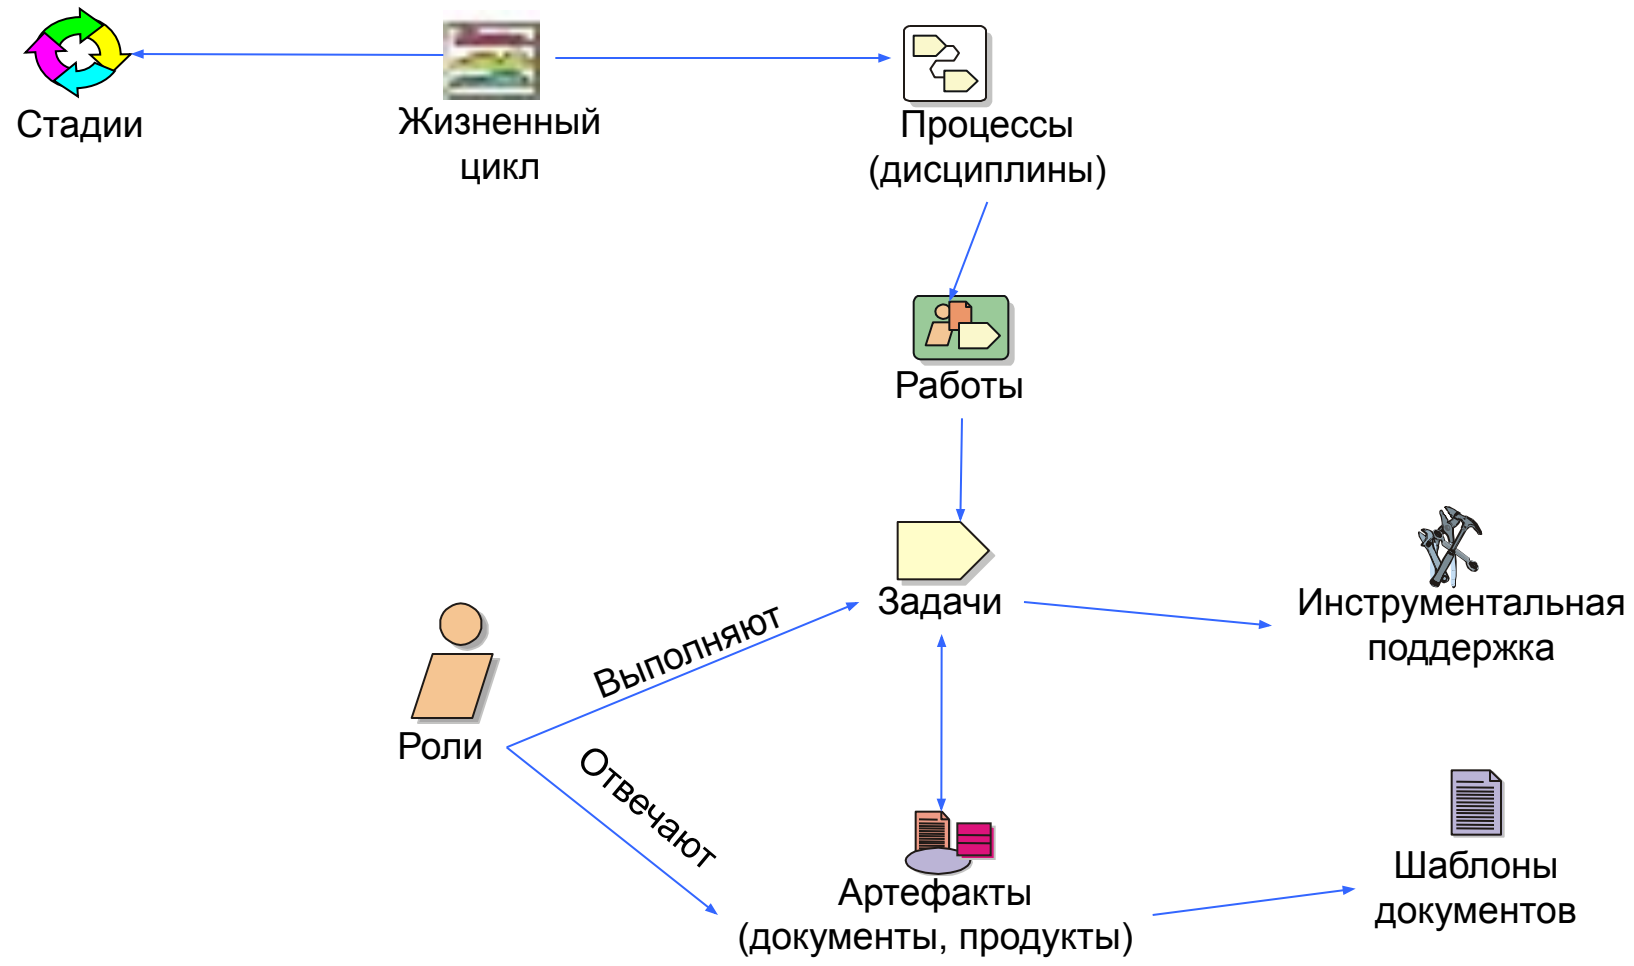 Стадии
Жизненный
цикл
Процессы
(дисциплины)
Работы
Задачи
Инструментальная
поддержка
Выполняют
Роли
Отвечают
Артефакты
(документы, продукты)
Шаблоны
документов